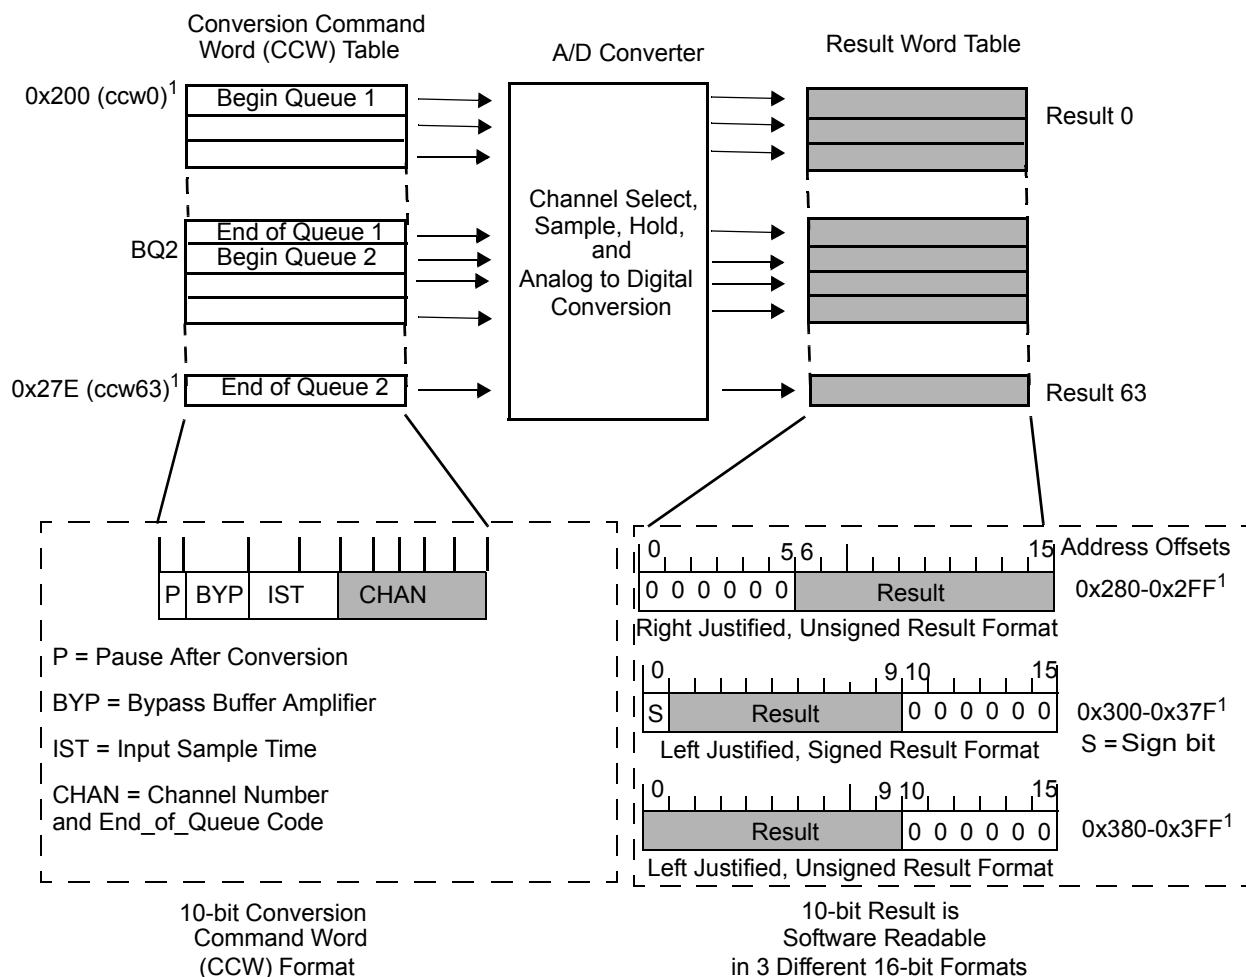 Conversion Command
Word (CCW) Table
A/D Converter
Result Word Table
0x200 (ccw0)1
Begin Queue 1
Result 0
Channel Select,
Sample, Hold,
and
Analog to Digital
Conversion
End of Queue 1
BQ2
Begin Queue 2
0x27E (ccw63)1
End of Queue 2
Result 63
P BYP IST CHAN
P = Pause After Conversion
BYP = Bypass Buffer Amplifier
IST = Input Sample Time
CHAN = Channel Number
and End_of_Queue Code
10-bit Conversion
Command Word
(CCW) Format
0 5 6 15 Address Offsets
0 0 0 0 0 0 Result 0x280-0x2FF1
Right Justified, Unsigned Result Format
0 9 10 15
S Result 0 0 0 0 0 0 0x300-0x37F1
Left Justified, Signed Result Format S = Sign bit
0 9 10 15
Result 0 0 0 0 0 0 0x380-0x3FF1
Left Justified, Unsigned Result Format
10-bit Result is
Software Readable
in 3 Different 16-bit Formats